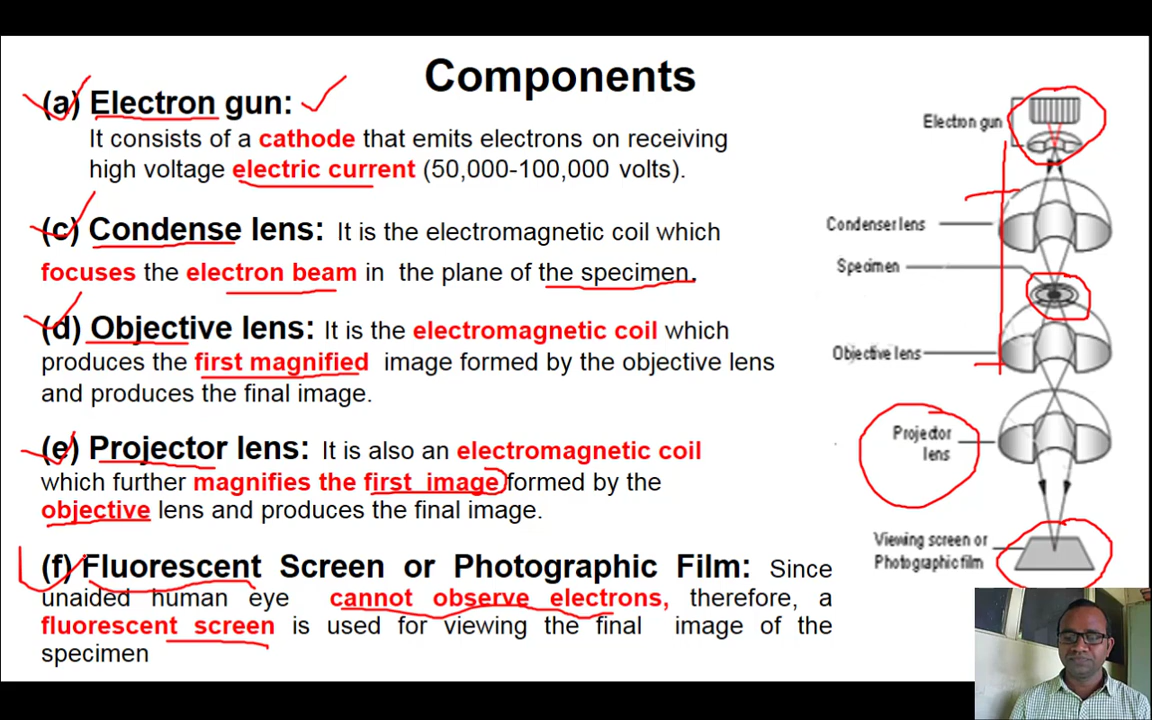 Components
(a) Electron gun:
It consists of a cathode that emits electrons on receiving
high voltage electric current (50,000-100,000 volts).
(c) Condense lens: It is the electromagnetic coil which
focuses the electron beam in the plane of the specimen.
(d) Objective lens: It is the electromagnetic coil which
produces the first magnified image formed by the objective lens
and produces the final image.
(e) Projector lens: It is also an electromagnetic coil
which further magnifies the first image formed by the
objective lens and produces the final image.
(f) Fluorescent Screen or Photographic Film: Since
unaided human eye cannot observe electrons, therefore, a
fluorescent screen is used for viewing the final image of the
specimen
Electron gun
Condenser lens
Specimen
Objective lens
Projector
lens
Viewing screen or
Photographic film